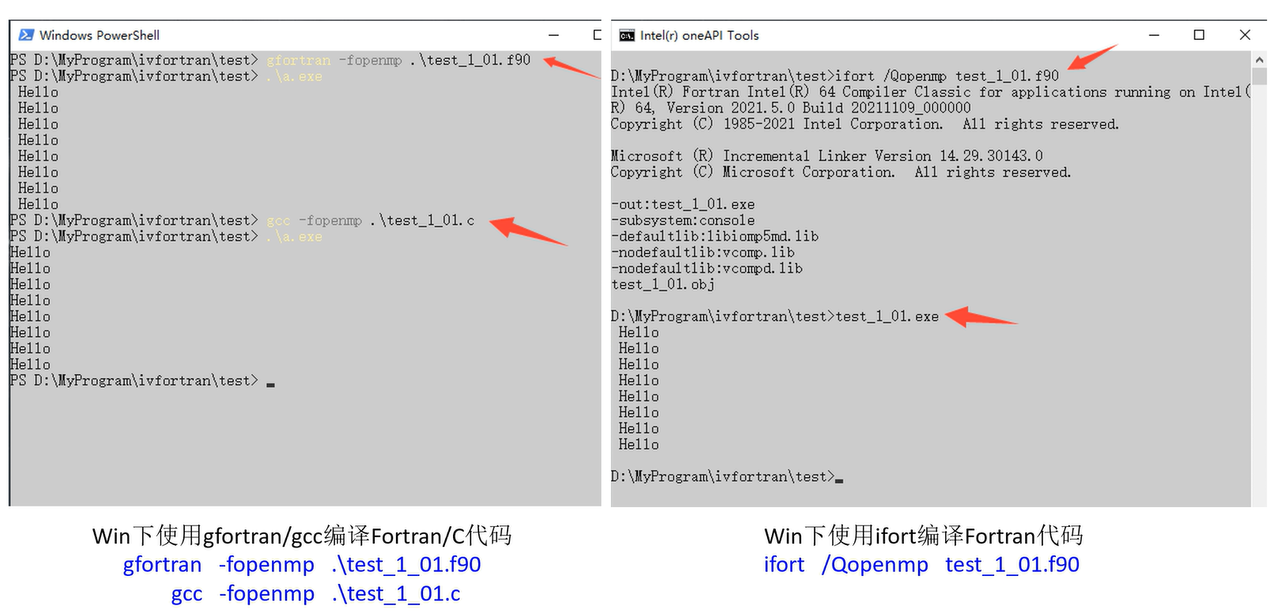 Windows PowerShell
PS D:\MyProgram\ivfortran\test> gfortran -fopenmp .\test_1_01.f90
PS D:\MyProgram\ivfortran\test> .\a.exe
Hello
Hello
Hello
Hello
Hello
Hello
Hello
Hello
PS D:\MyProgram\ivfortran\test> gcc -fopenmp .\test_1_01.c
PS D:\MyProgram\ivfortran\test> .\a.exe
Hello
Hello
Hello
Hello
Hello
Hello
Hello
Hello
PS D:\MyProgram\ivfortran\test>
Win下使用gfortran/gcc编译Fortran/C代码
gfortran -fopenmp .\test_1_01.f90
gcc -fopenmp .\test_1_01.c
Intel(r) oneAPI Tools
D:\MyProgram\ivfortran\test>ifort /Qopenmp test_1_01.f90
Intel(R) Fortran Intel(R) 64 Compiler Classic for applications running on Intel(
R) 64, Version 2021.5.0 Build 20211109_000000
Copyright (C) 1985-2021 Intel Corporation.  All rights reserved.
Microsoft (R) Incremental Linker Version 14.29.30143.0
Copyright (C) Microsoft Corporation.  All rights reserved.
-out:test_1_01.exe
-subsystem:console
-defaultlib:libiomp5md.lib
-nodefaultlib:vcomp.lib
-nodefaultlib:vcompd.lib
test_1_01.obj
D:\MyProgram\ivfortran\test>test_1_01.exe
Hello
Hello
Hello
Hello
Hello
Hello
Hello
Hello
D:\MyProgram\ivfortran\test>
Win下使用ifort编译Fortran代码
ifort /Qopenmp test_1_01.f90